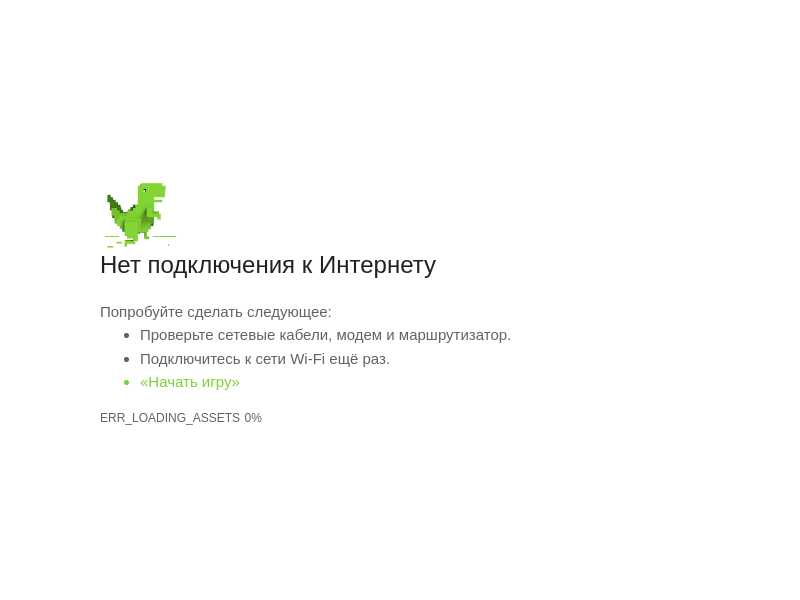 Нет подключения к Интернету
Попробуйте сделать следующее:
Проверьте сетевые кабели, модем и маршрутизатор.
Подключитесь к сети Wi-Fi ещё раз.
«Начать игру»
ERR_LOADING_ASSETS 0%